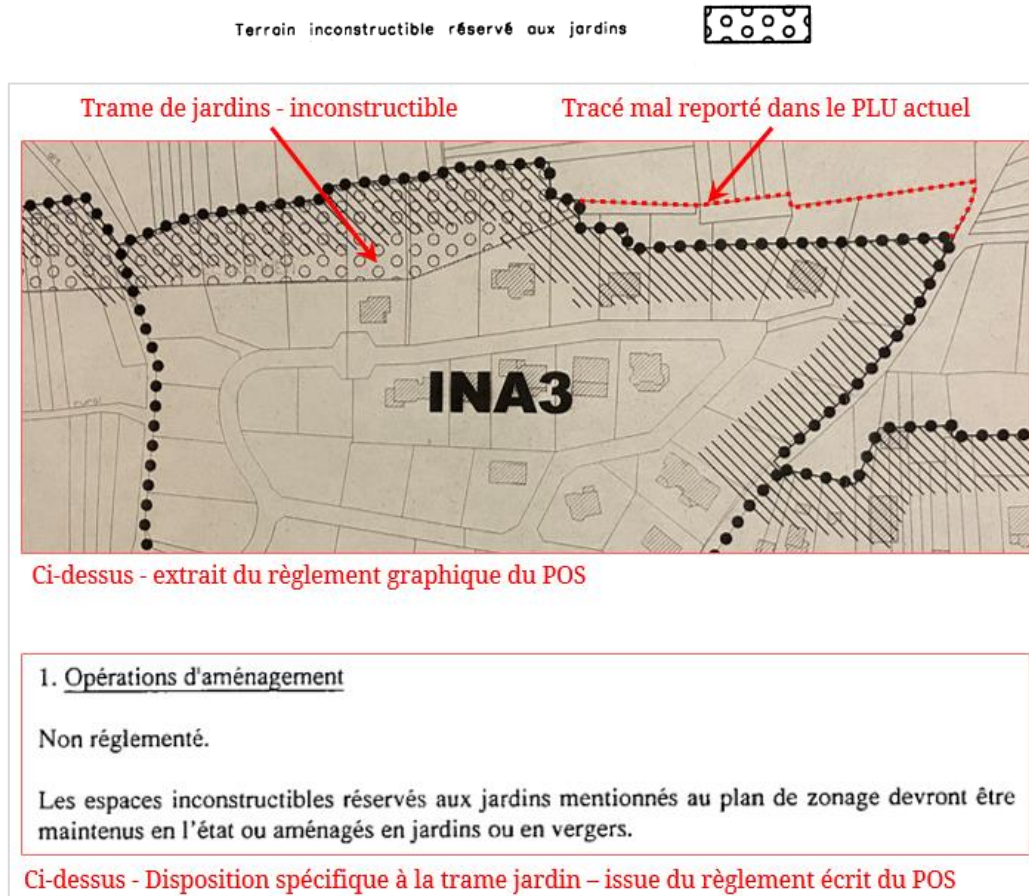 Terrain inconstructible réservé aux jardins
Trame de jardins - inconstructible
Tracé mal reporté dans le PLU actuel
INA3
rural
Ci-dessus - extrait du règlement graphique du POS
1. Opérations d'aménagement
Non réglementé.
Les espaces inconstructibles réservés aux jardins mentionnés au plan de zonage devront être
maintenus en l'état ou aménagés en jardins ou en vergers.
Ci-dessus - Disposition spécifique à la trame jardin – issue du règlement écrit du POS